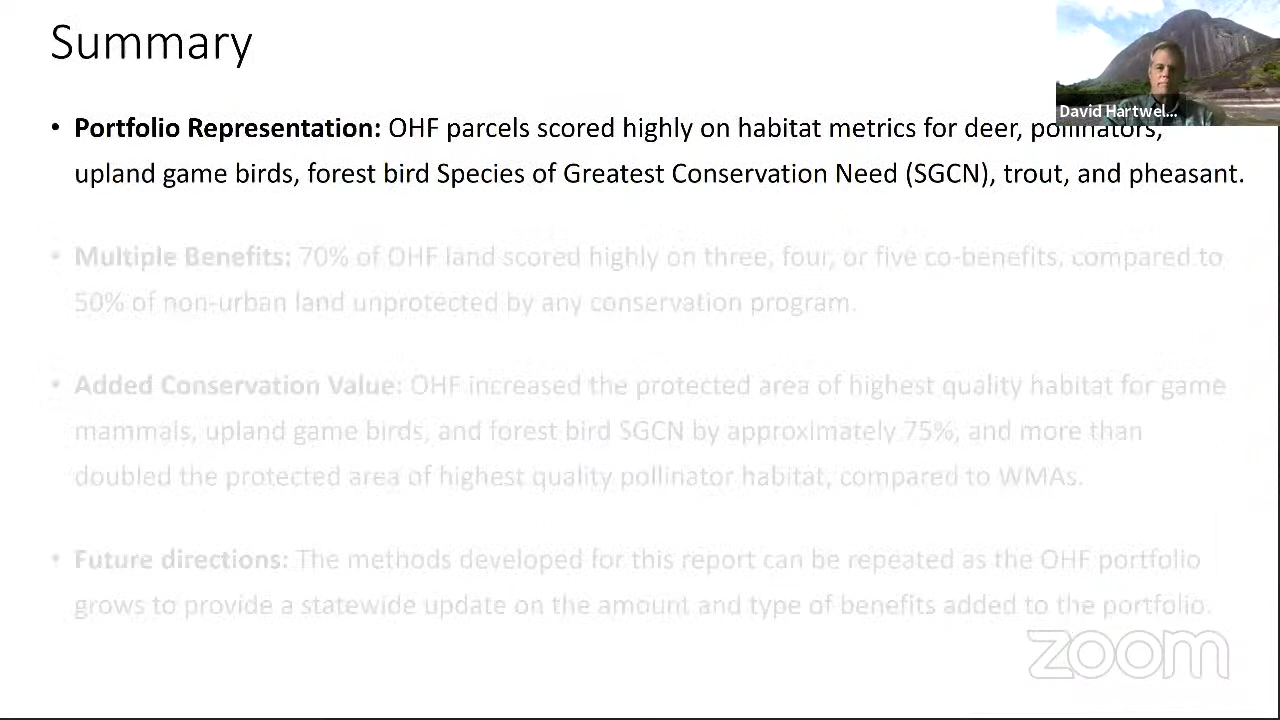 Summary
David Hartwel...
• Portfolio Representation: OHF parcels scored highly on habitat metrics for deer, pollinators,
upland game birds, forest bird Species of Greatest Conservation Need (SGCN), trout, and pheasant.
• Multiple Benefits: 70% of OHF land scored highly on three, four, or five co-benefits, compared to
50% of non-urban land unprotected by any conservation program.
• Added Conservation Value: OHF increased the protected area of highest quality habitat for game
mammals, upland game birds, and forest bird SGCN by approximately 75%, and more than
doubled the protected area of highest quality pollinator habitat, compared to WMAs.
• Future directions: The methods developed for this report can be repeated as the OHF portfolio
grows to provide a statewide update on the amount and type of benefits added to the portfolio.
zoom